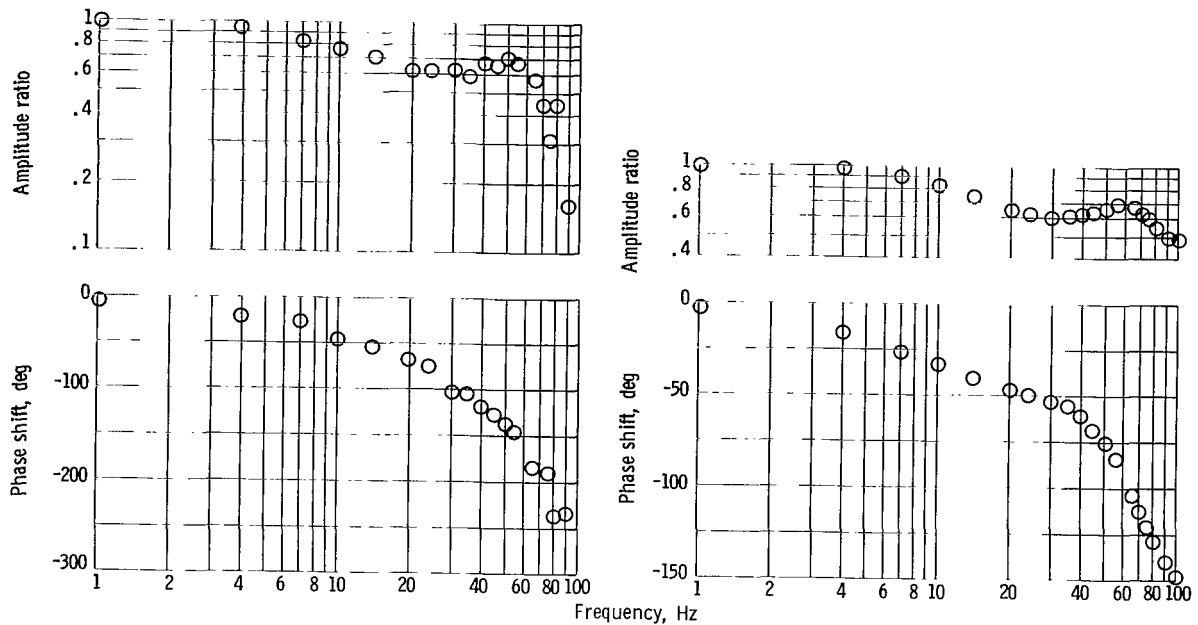 Amplitude ratio
1
.8
.6
.4
.2
.1
Phase shift, deg
0
-100
-200
-300
1 2 4 6 8 10 20 40 60 80 100
Amplitude ratio
1
.8
.6
.4
Phase shift, deg
0
-50
-100
-150
1 2 4 6 8 10 20 40 60 80 100
Frequency, Hz